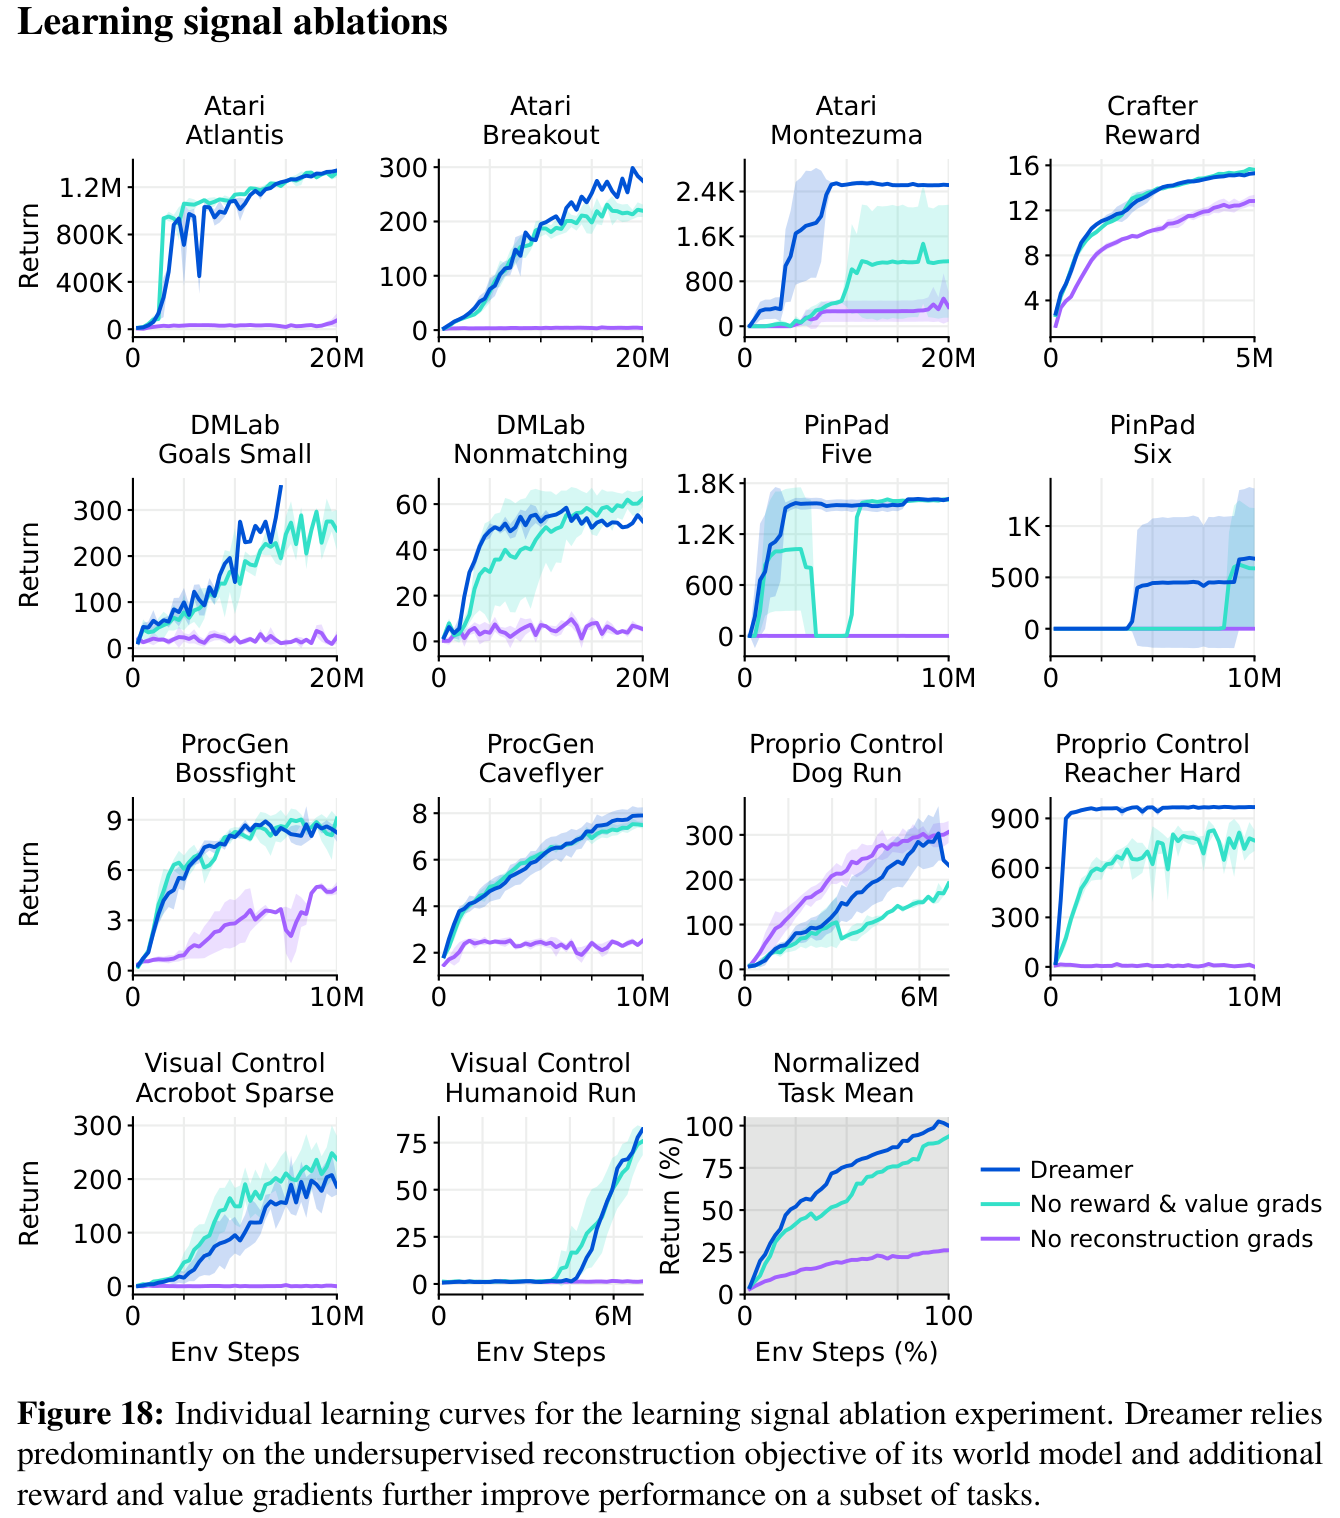 Learning signal ablations
Atari
Atlantis
Atari
Breakout
Atari
Montezuma
Crafter
Reward
Return
1.2M
800K
400K
0
0
20M
300
200
100
0
0
20M
2.4K
1.6K
800
0
0
20M
16
12
8
4
0
5M
DMLab
Goals Small
DMLab
Nonmatching
PinPad
Five
PinPad
Six
Return
300
200
100
0
0
20M
60
40
20
0
0
20M
1.8K
1.2K
600
0
0
10M
1K
500
0
0
10M
ProcGen
Bossfight
ProcGen
Caveflyer
Proprio Control
Dog Run
Proprio Control
Reacher Hard
Return
9
6
3
0
0
10M
8
6
4
2
0
10M
300
200
100
0
0
6M
900
600
300
0
0
10M
Visual Control
Acrobot Sparse
Visual Control
Humanoid Run
Normalized
Task Mean
Return
300
200
100
0
0
10M
Env Steps
75
50
25
0
0
6M
Env Steps
Return (%)
100
75
50
25
0
0
100
Env Steps (%)
Dreamer
No reward & value grads
No reconstruction grads
Figure 18: Individual learning curves for the learning signal ablation experiment. Dreamer relies
predominantly on the undersupervised reconstruction objective of its world model and additional
reward and value gradients further improve performance on a subset of tasks.